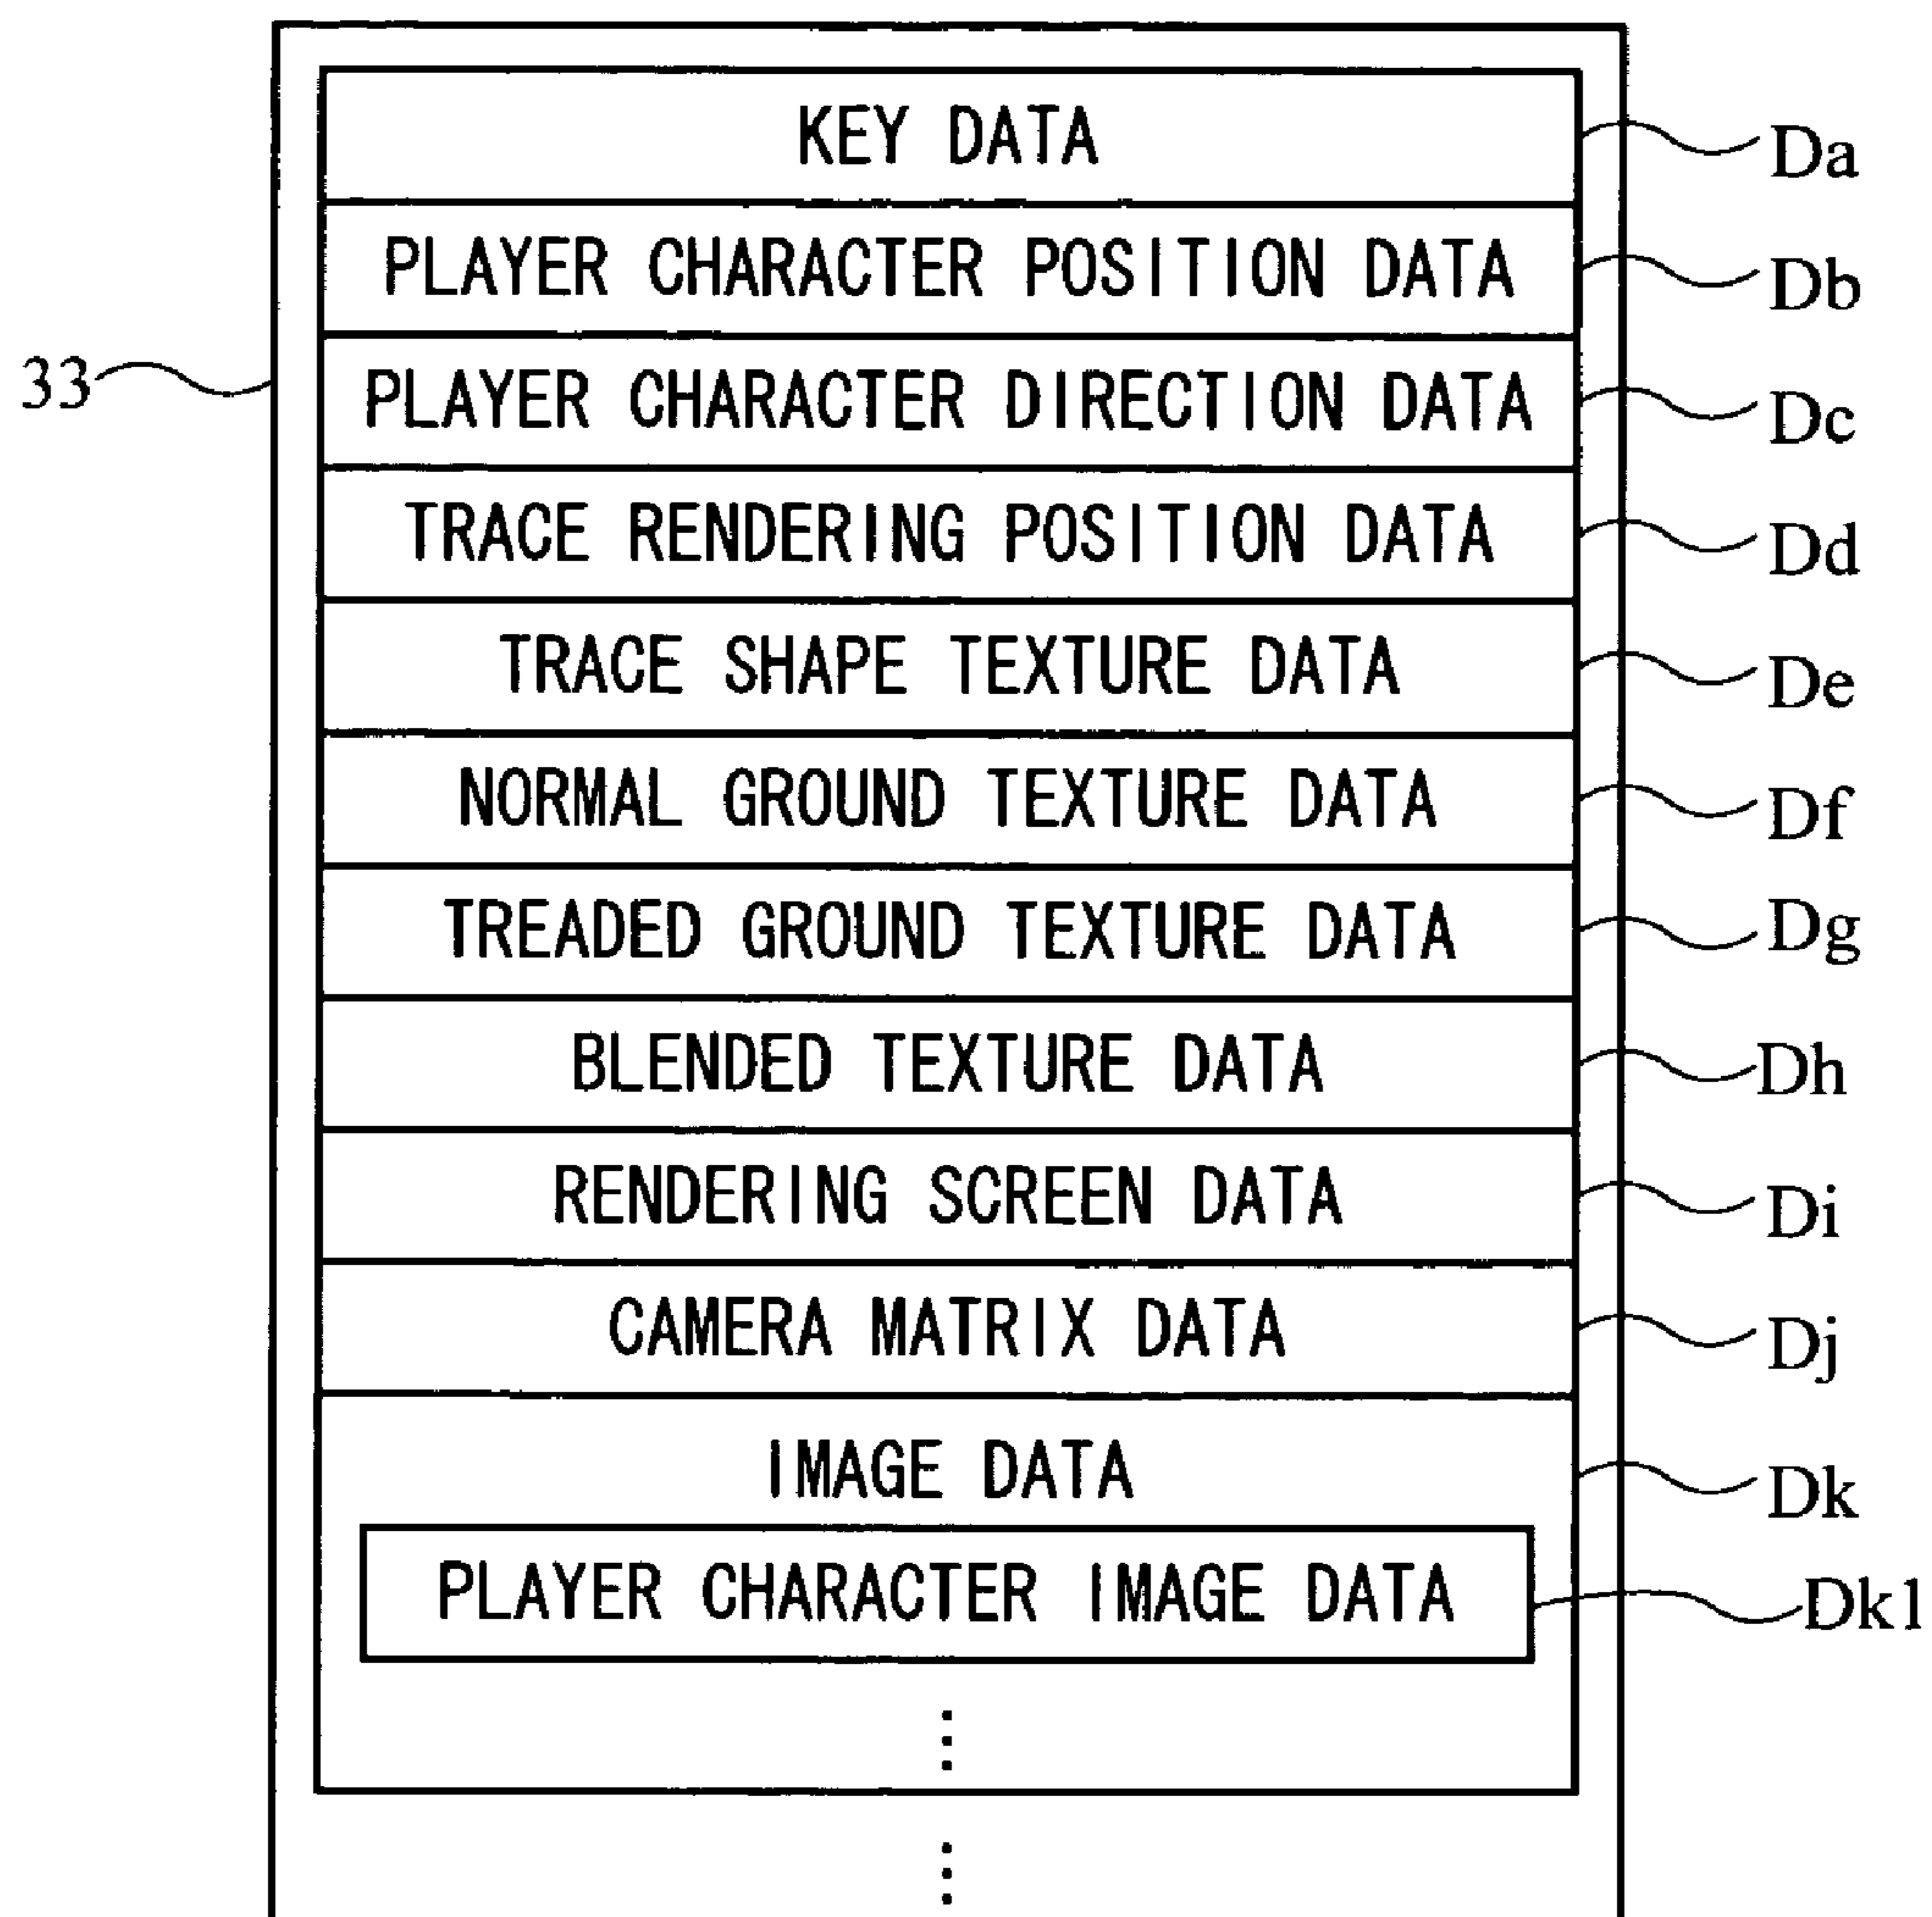 KEY DATA Da
PLAYER CHARACTER POSITION DATA Db
33 PLAYER CHARACTER DIRECTION DATA Dc
TRACE RENDERING POSITION DATA Dd
TRACE SHAPE TEXTURE DATA De
NORMAL GROUND TEXTURE DATA Df
TREADED GROUND TEXTURE DATA Dg
BLENDED TEXTURE DATA Dh
RENDERING SCREEN DATA Di
CAMERA MATRIX DATA Dj
IMAGE DATA Dk
PLAYER CHARACTER IMAGE DATA Dk1